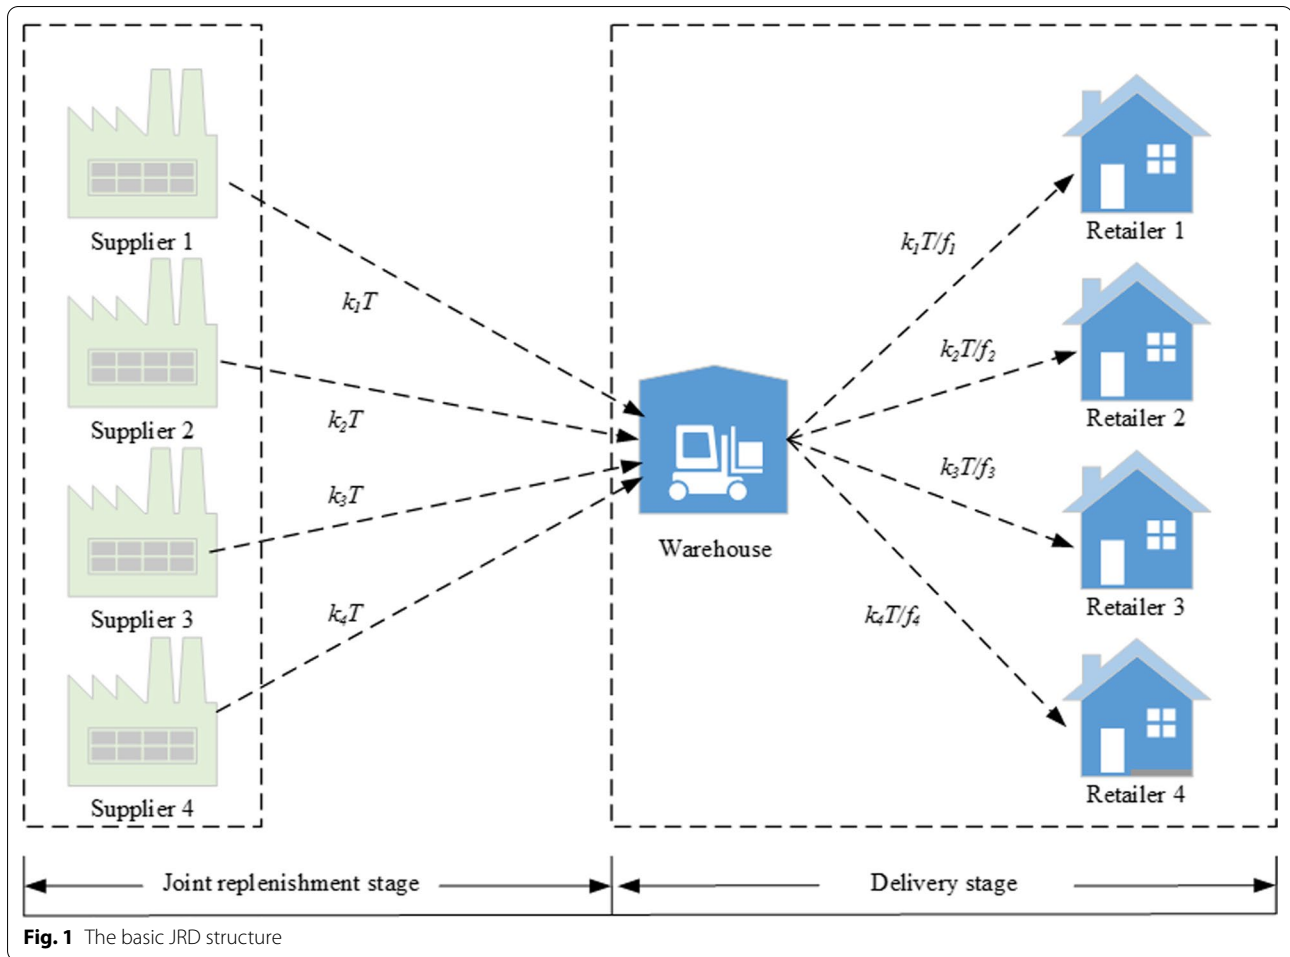 Supplier 1
Supplier 2
Supplier 3
Supplier 4
k₁T
k₂T
k₃T
k₄T
Warehouse
k₁T/f₁
k₂T/f₂
k₃T/f₃
k₄T/f₄
Retailer 1
Retailer 2
Retailer 3
Retailer 4
Joint replenishment stage
Delivery stage
Fig. 1 The basic JRD structure